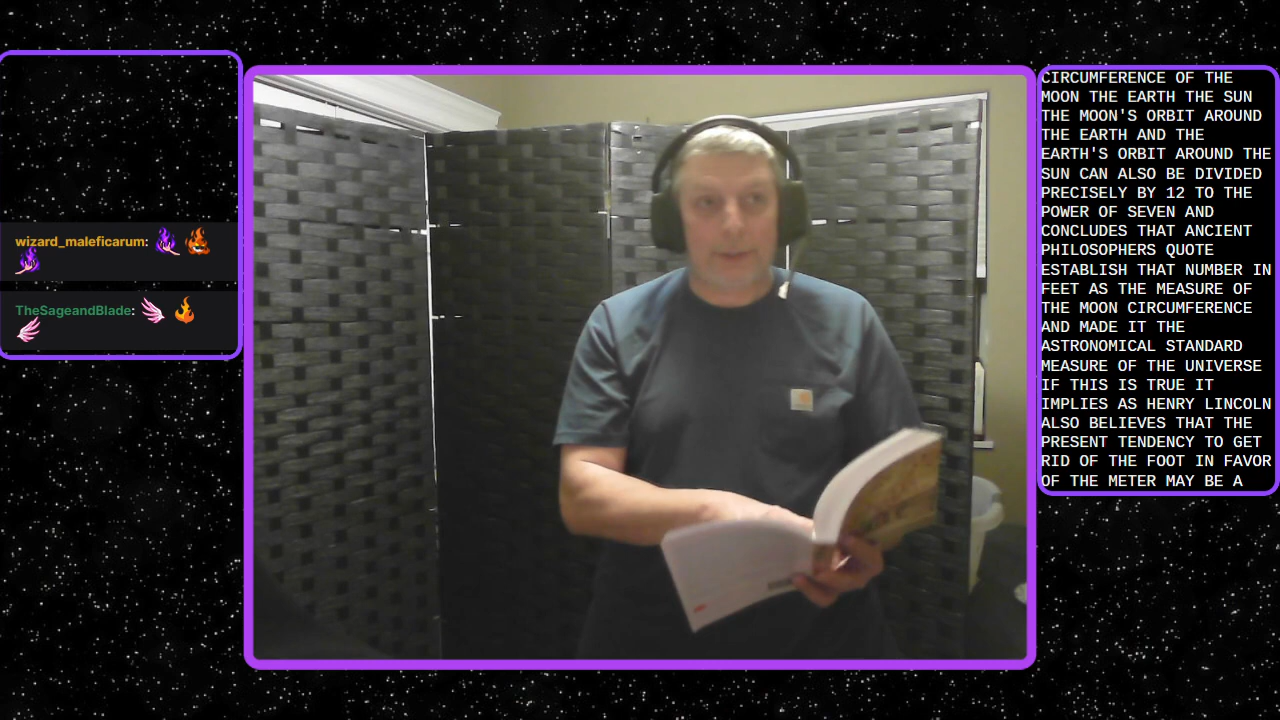 wizard_maleficarum:
TheSageandBlade:
CIRCUMFERENCE OF THE
MOON THE EARTH THE SUN
THE MOON'S ORBIT AROUND
THE EARTH AND THE
EARTH'S ORBIT AROUND THE
SUN CAN ALSO BE DIVIDED
PRECISELY BY 12 TO THE
POWER OF SEVEN AND
CONCLUDES THAT ANCIENT
PHILOSOPHERS QUOTE
ESTABLISH THAT NUMBER IN
FEET AS THE MEASURE OF
THE MOON CIRCUMFERENCE
AND MADE IT THE
ASTRONOMICAL STANDARD
MEASURE OF THE UNIVERSE
IF THIS IS TRUE IT
IMPLIES AS HENRY LINCOLN
ALSO BELIEVES THAT THE
PRESENT TENDENCY TO GET
RID OF THE FOOT IN FAVOR
OF THE METER MAY BE A